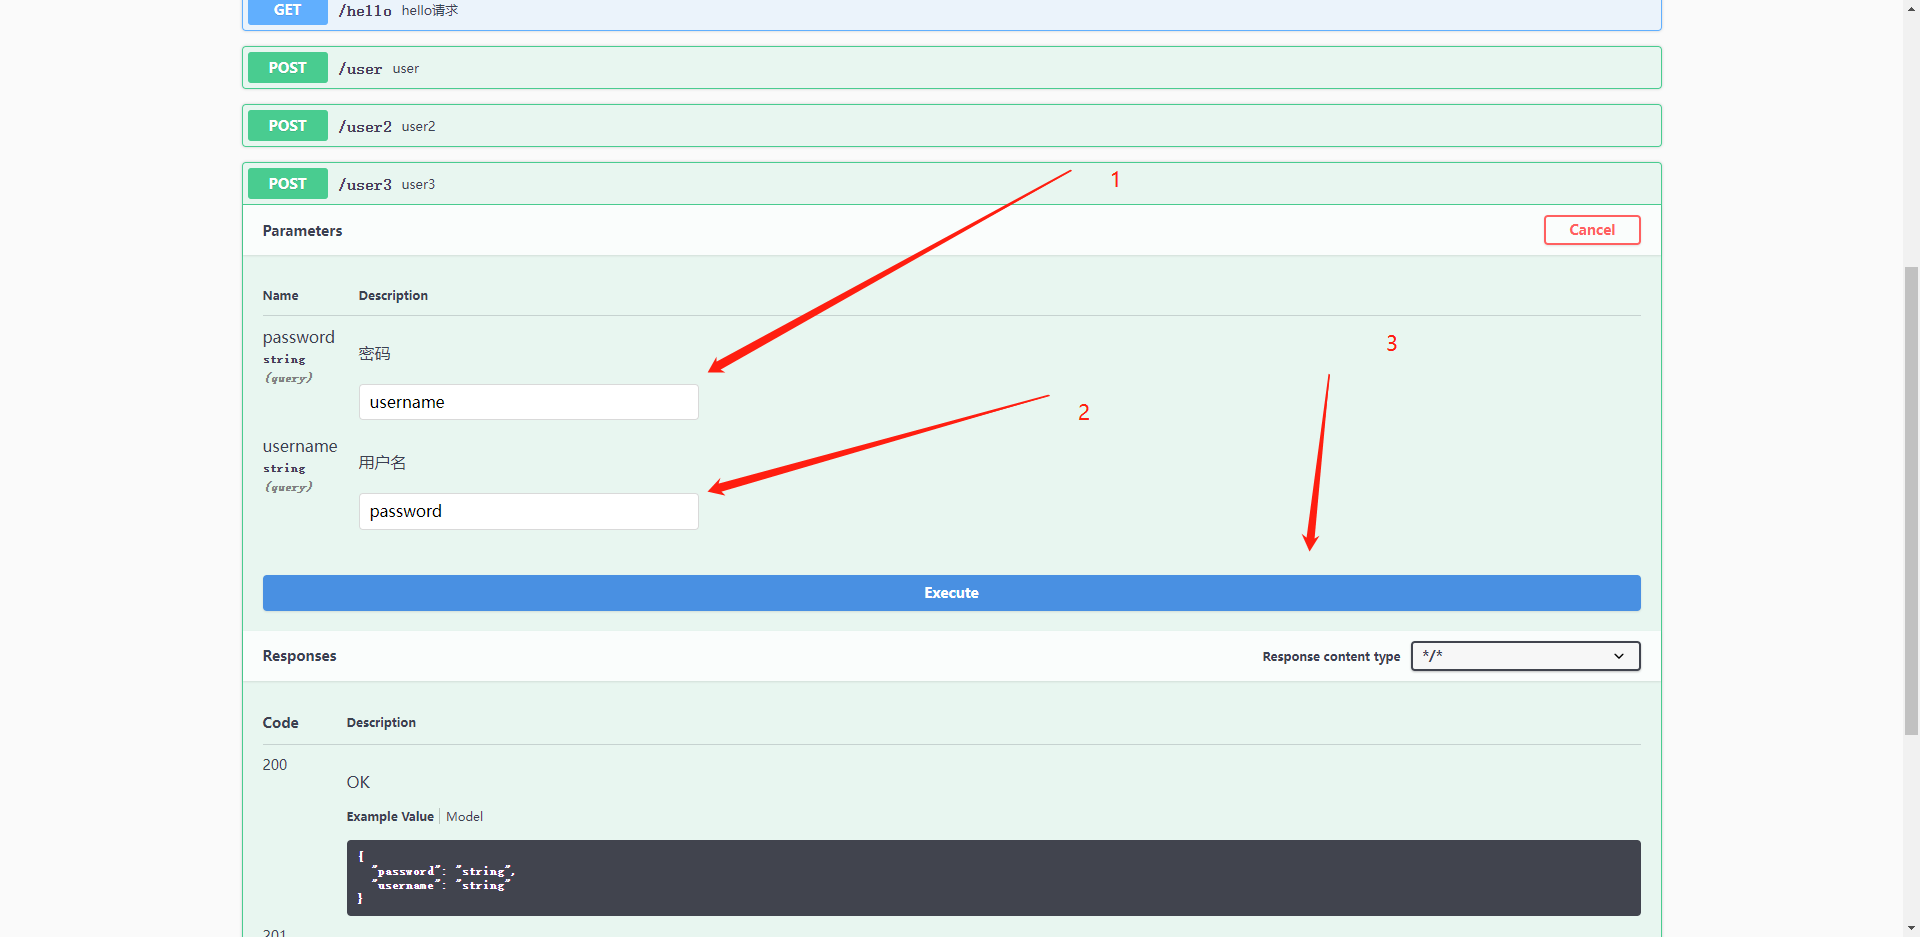 GET /hello hello请求
POST /user user
POST /user2 user2
POST /user3 user3
1
Parameters Cancel
Name Description
password
string
(query)
密码
username
3
username
string
(query)
用户名
password
2
Execute
Responses Response content type */*
Code Description
200
OK
Example Value Model
{
"password": "string",
"username": "string"
}
201